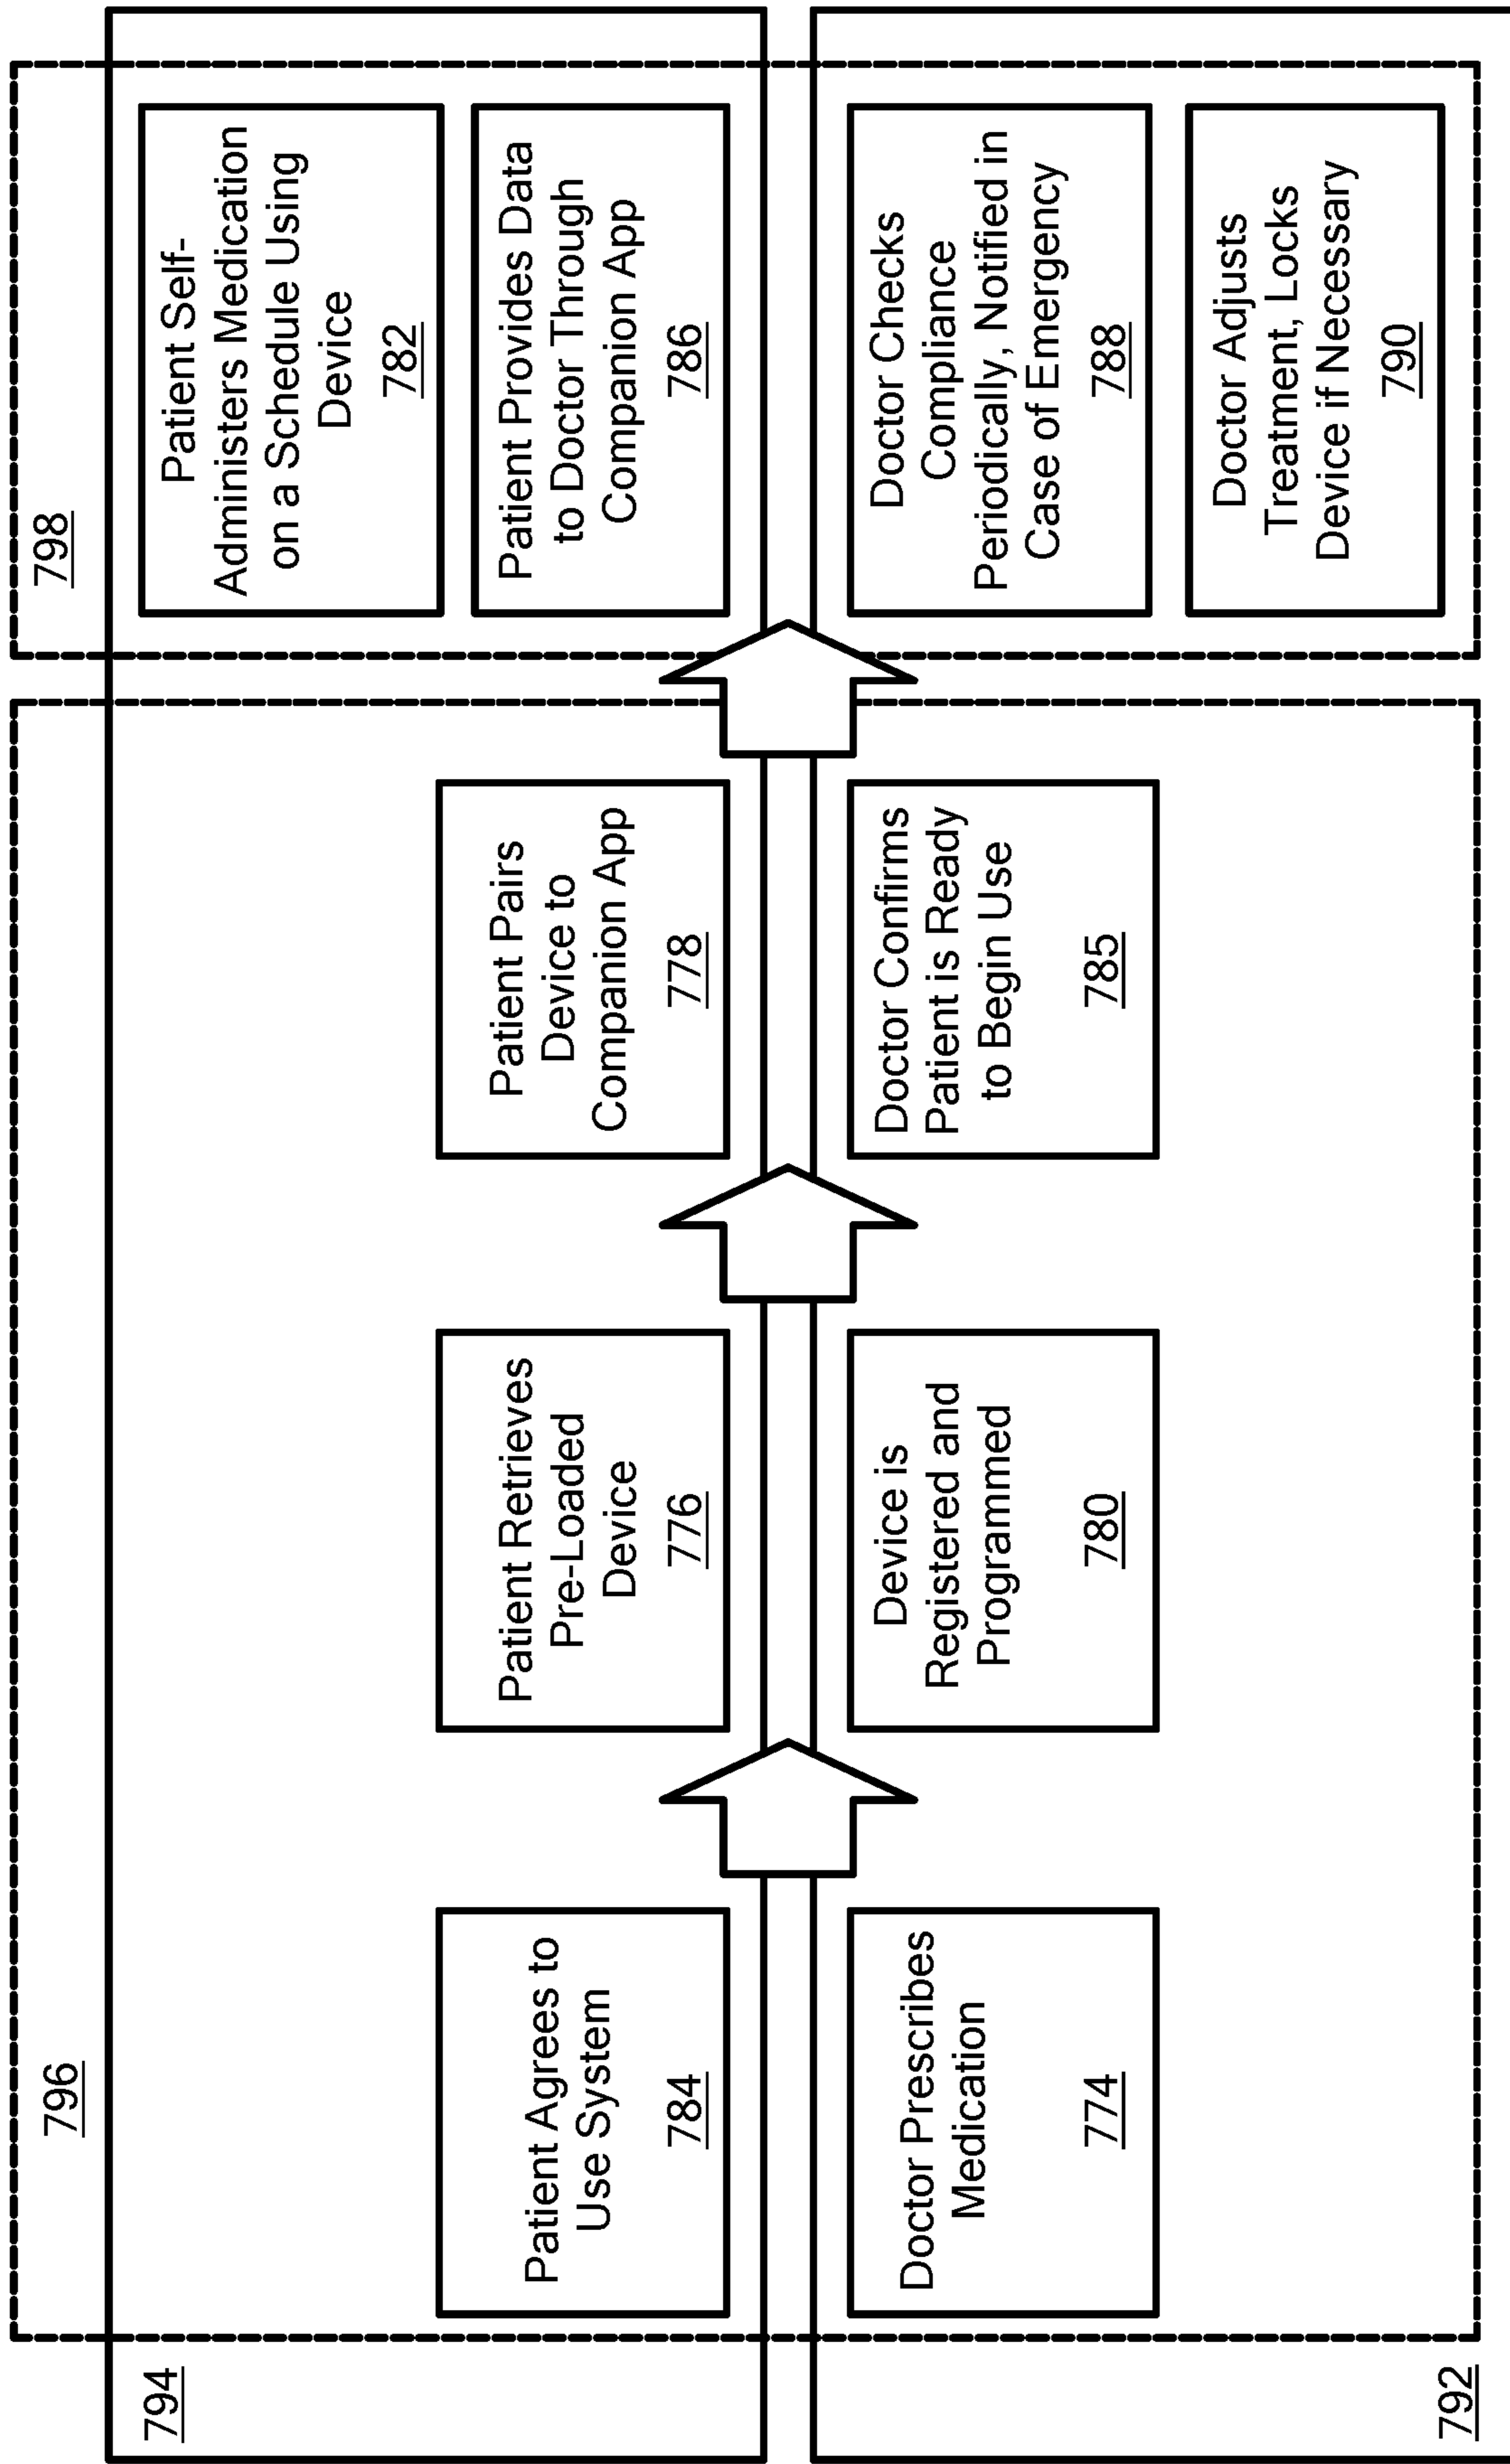 796
798
794
Patient Agrees to
Use System
784
Patient Retrieves
Pre-Loaded
Device
776
Patient Pairs
Device to
Companion App
778
Patient Self-
Administers Medication
on a Schedule Using
Device
782
Patient Provides Data
to Doctor Through
Companion App
786
Doctor Prescribes
Medication
774
Device is
Registered and
Programmed
780
Doctor Confirms
Patient is Ready
to Begin Use
785
Doctor Checks
Compliance
Periodically, Notified in
Case of Emergency
788
Doctor Adjusts
Treatment, Locks
Device if Necessary
790
792